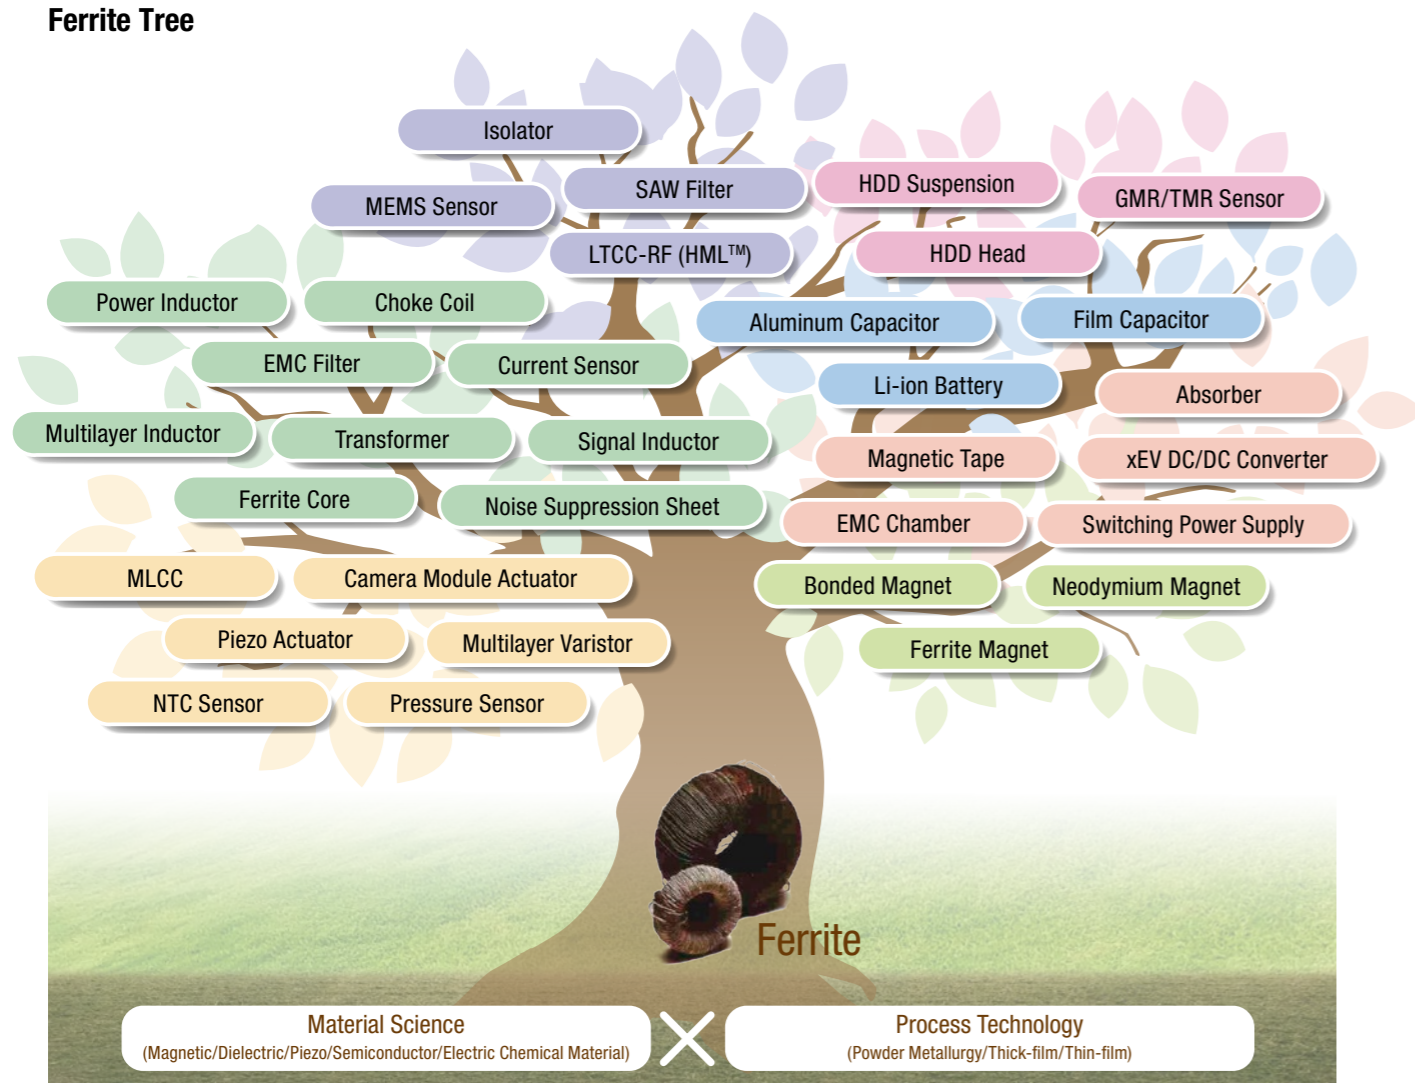 Ferrite Tree
Isolator
MEMS Sensor
SAW Filter
LTCC-RF (HML™)
HDD Suspension
GMR/TMR Sensor
HDD Head
Power Inductor
Choke Coil
Aluminum Capacitor
Film Capacitor
EMC Filter
Current Sensor
Li-ion Battery
Absorber
Multilayer Inductor
Transformer
Signal Inductor
Magnetic Tape
xEV DC/DC Converter
Ferrite Core
Noise Suppression Sheet
EMC Chamber
Switching Power Supply
MLCC
Camera Module Actuator
Bonded Magnet
Neodymium Magnet
Piezo Actuator
Multilayer Varistor
Ferrite Magnet
NTC Sensor
Pressure Sensor
Ferrite
Material Science
(Magnetic/Dielectric/Piezo/Semiconductor/Electric Chemical Material)
Process Technology
(Powder Metallurgy/Thick-film/Thin-film)